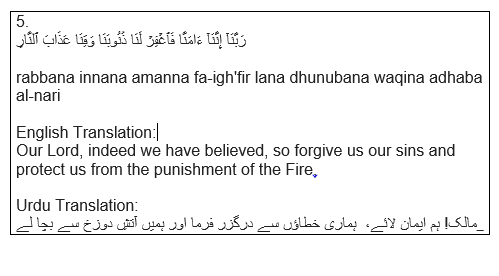 5.
رَبَّنَآ إِنَّنَآ ءَامَنَّا فَٱغْفِرْ لَنَا ذُنُوبَنَا وَقِنَا عَذَابَ ٱلنَّارِ
rabbana innana amanna fa-igh'fir lana dhunubana waqina adhaba
al-nari
English Translation:
Our Lord, indeed we have believed, so forgive us our sins and
protect us from the punishment of the Fire.
Urdu Translation:
مالک! ہم ایمان لائے، ہماری خطاؤں سے درگزر فرما اور ہمیں آتشِ دوزخ سے بچا لے_